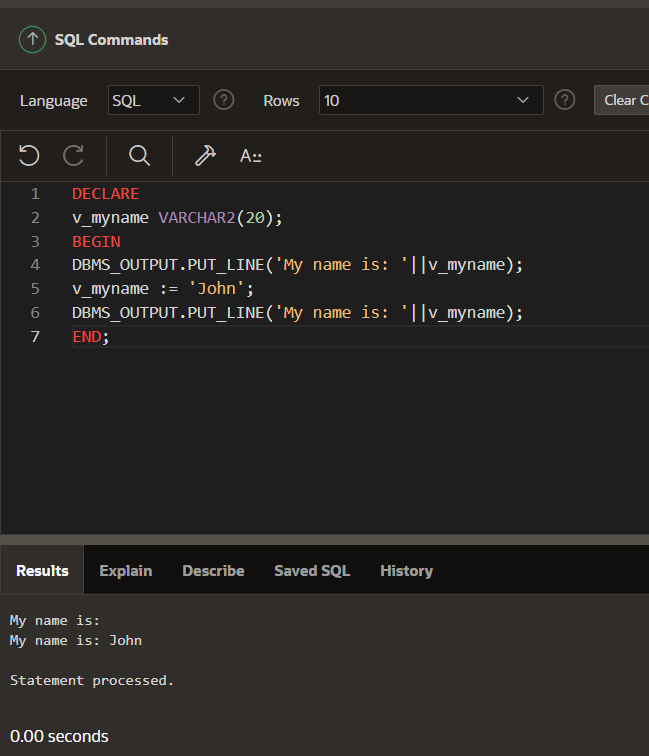 SQL Commands
Language SQL Rows 10 Clear C
A::
1 DECLARE
2 v_myname VARCHAR2(20);
3 BEGIN
4 DBMS_OUTPUT.PUT_LINE('My name is: '||v_myname);
5 v_myname := 'John';
6 DBMS_OUTPUT.PUT_LINE('My name is: '||v_myname);
7 END;
Results Explain Describe Saved SQL History
My name is:
My name is: John
Statement processed.
0.00 seconds